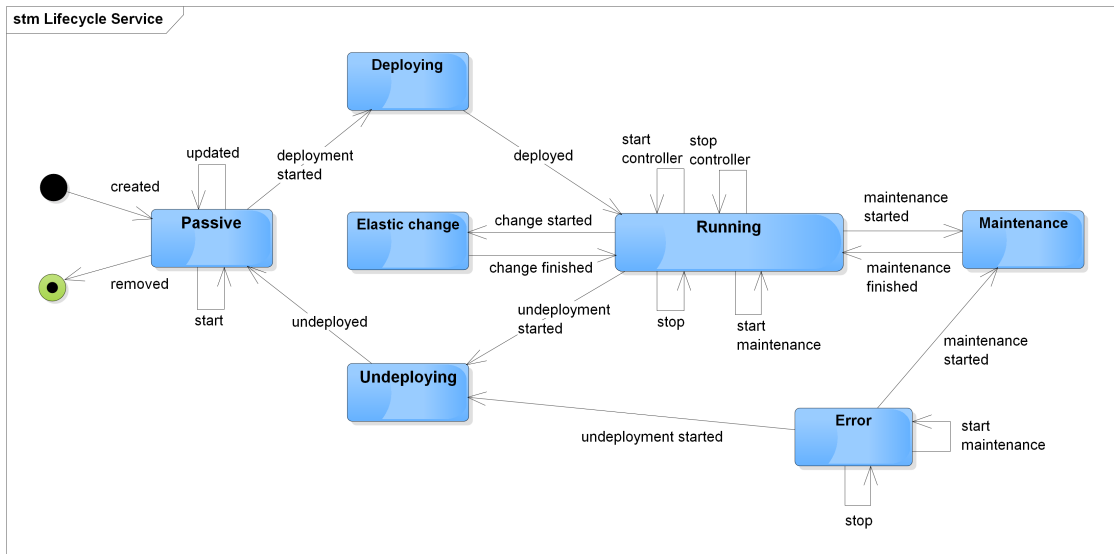 stm Lifecycle Service
Deploying
updated
deployment
started
deployed
start
controller
stop
controller
created
Passive
Elastic change
change started
change finished
Running
maintenance
started
Maintenance
maintenance
finished
removed
start
undeployed
undeployment
started
stop
start
maintenance
maintenance
started
Undeploying
undeployment started
Error
start
maintenance
stop